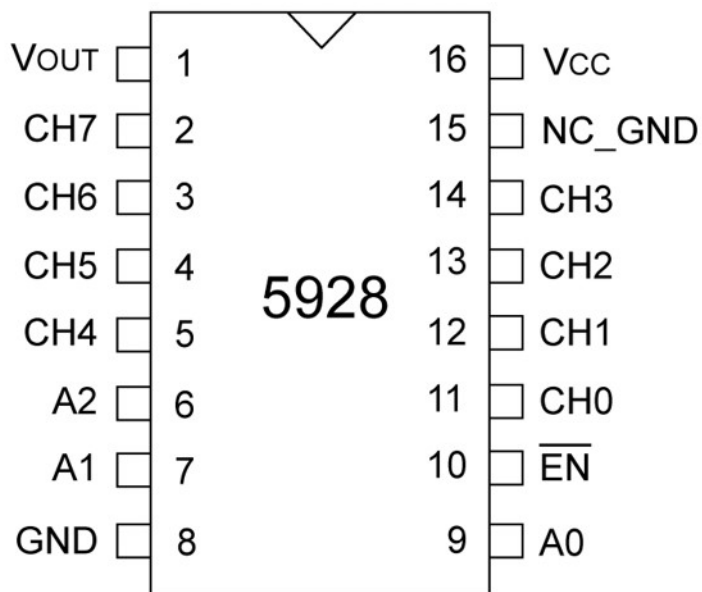 VOUT 1 16 VCC
CH7 2 15 NC_GND
CH6 3 14 CH3
CH5 4 13 CH2
5928
CH4 5 12 CH1
A2 6 11 CH0
A1 7 10 EN
GND 8 9 A0